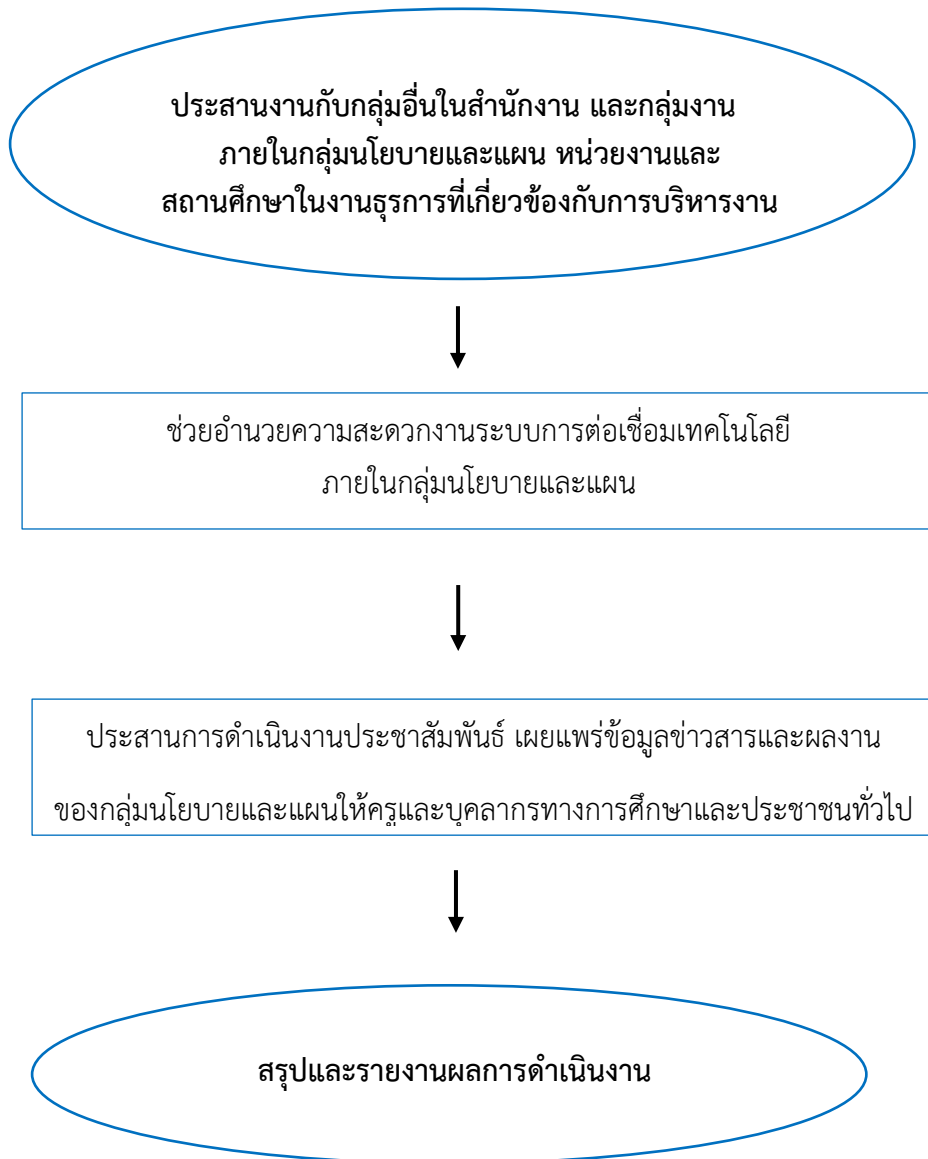 ประสานงานกับกลุ่มอื่นในสำนักงาน และกลุ่มงาน
ภายในกลุ่มนโยบายและแผน หน่วยงานและ
สถานศึกษาในงานธุรการที่เกี่ยวข้องกับการบริหารงาน
ช่วยอำนวยความสะดวกงานระบบการต่อเชื่อมเทคโนโลยี
ภายในกลุ่มนโยบายและแผน
ประสานการดำเนินงานประชาสัมพันธ์ เผยแพร่ข้อมูลข่าวสารและผลงาน
ของกลุ่มนโยบายและแผนให้ครูและบุคลากรทางการศึกษาและประชาชนทั่วไป
สรุปและรายงานผลการดำเนินงาน